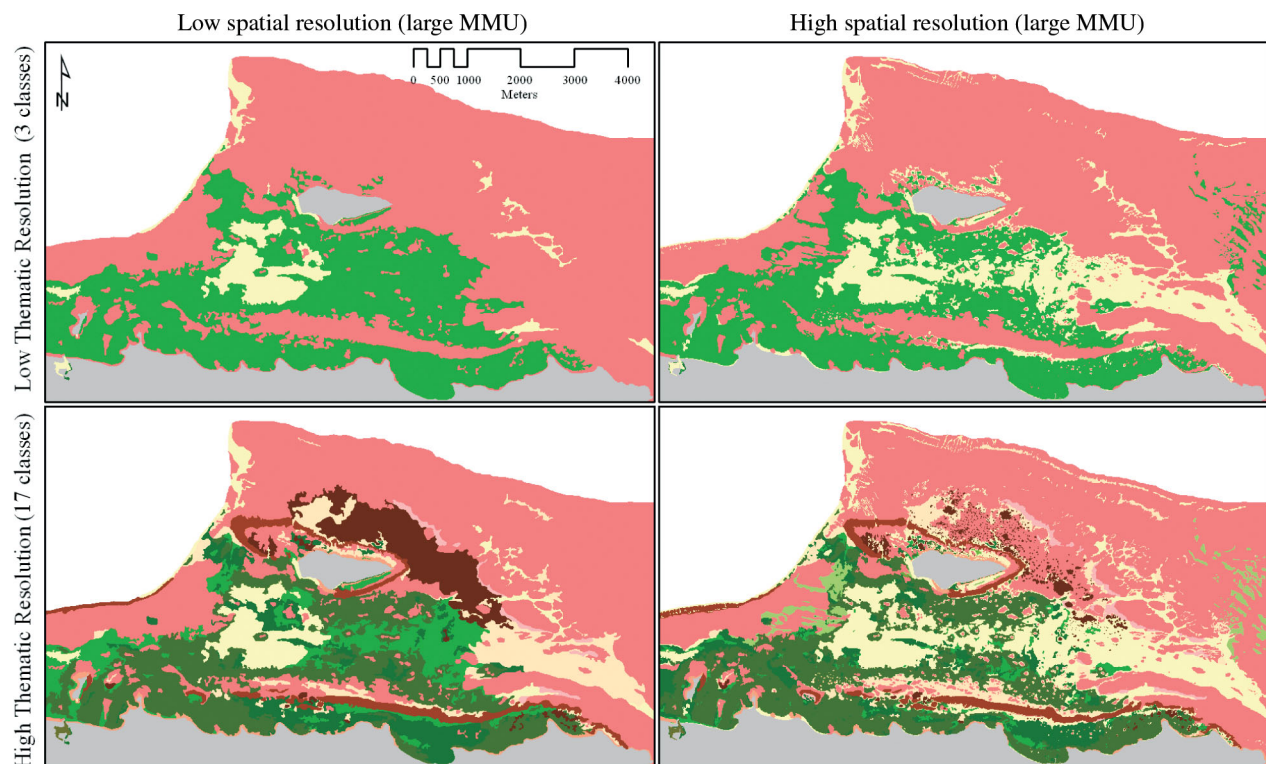 Low spatial resolution (large MMU)
High spatial resolution (large MMU)
Low Thematic Resolution (3 classes)
N
0 500 1000 2000 3000 4000
Meters
High Thematic Resolution (17 classes)